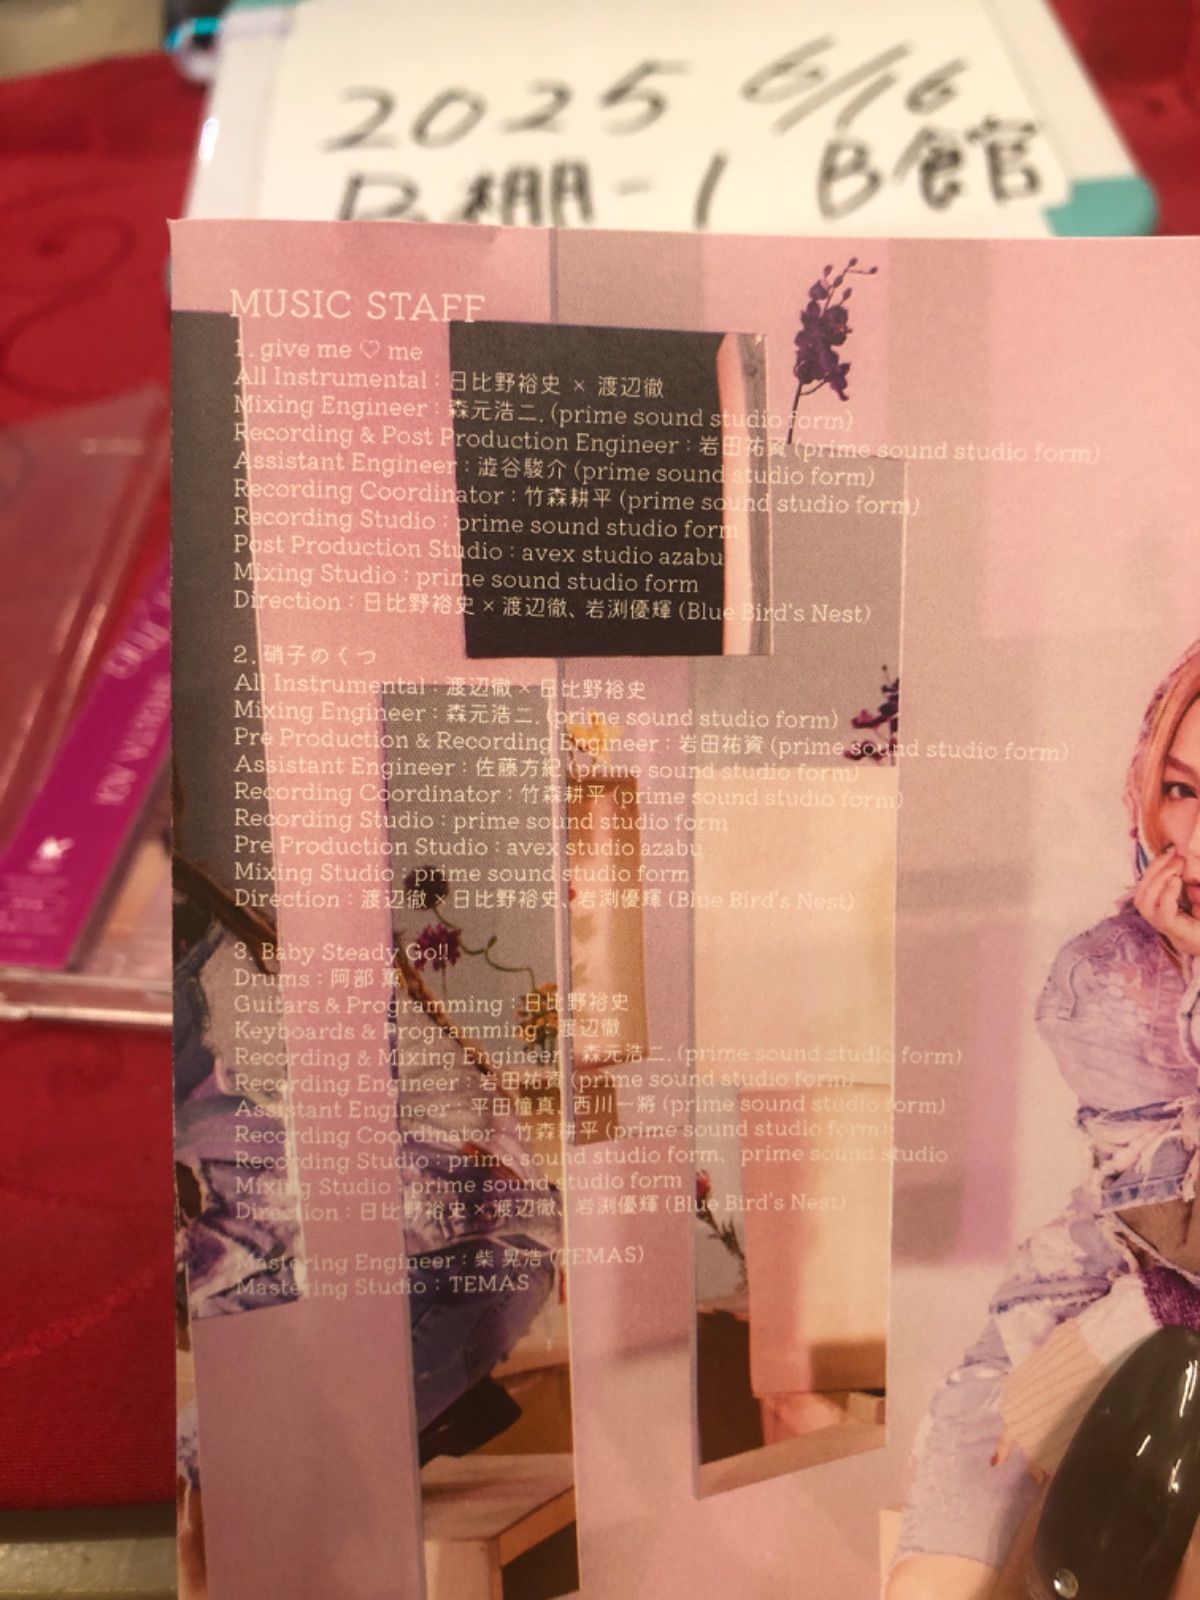 2025 6/16
B棚-1 B館
MUSIC STAFF
1. give me ♡ me
All Instrumental : 日比野裕史 × 渡辺徹
Mixing Engineer : 森元浩二. (prime sound studio form)
Recording & Post Production Engineer : 岩田祐資 (prime sound studio form)
Assistant Engineer : 澁谷駿介 (prime sound studio form)
Recording Coordinator : 竹森耕平 (prime sound studio form)
Recording Studio : prime sound studio form
Post Production Studio : avex studio azabu
Mixing Studio : prime sound studio form
Direction : 日比野裕史 × 渡辺徹、岩渕優輝 (Blue Bird's Nest)
2. 硝子のくつ
All Instrumental : 渡辺徹 × 日比野裕史
Mixing Engineer : 森元浩二. (prime sound studio form)
Pre Production & Recording Engineer : 岩田祐資 (prime sound studio form)
Assistant Engineer : 佐藤方紀 (prime sound studio form)
Recording Coordinator : 竹森耕平 (prime sound studio form)
Recording Studio : prime sound studio form
Pre Production Studio : avex studio azabu
Mixing Studio : prime sound studio form
Direction : 渡辺徹 × 日比野裕史、岩渕優輝 (Blue Bird's Nest)
3. Baby Steady Go!!
Drums : 阿部 薫
Guitars & Programming : 日比野裕史
Keyboards & Programming : 渡辺徹
Recording & Mixing Engineer : 森元浩二. (prime sound studio form)
Recording Engineer : 岩田祐資 (prime sound studio form)
Assistant Engineer : 平田憧真、西川一將 (prime sound studio form)
Recording Coordinator : 竹森耕平 (prime sound studio form)
Recording Studio : prime sound studio form、prime sound studio
Mixing Studio : prime sound studio form
Direction : 日比野裕史 × 渡辺徹、岩渕優輝 (Blue Bird's Nest)
Mastering Engineer : 柴 晃浩 (TEMAS)
Mastering Studio : TEMAS